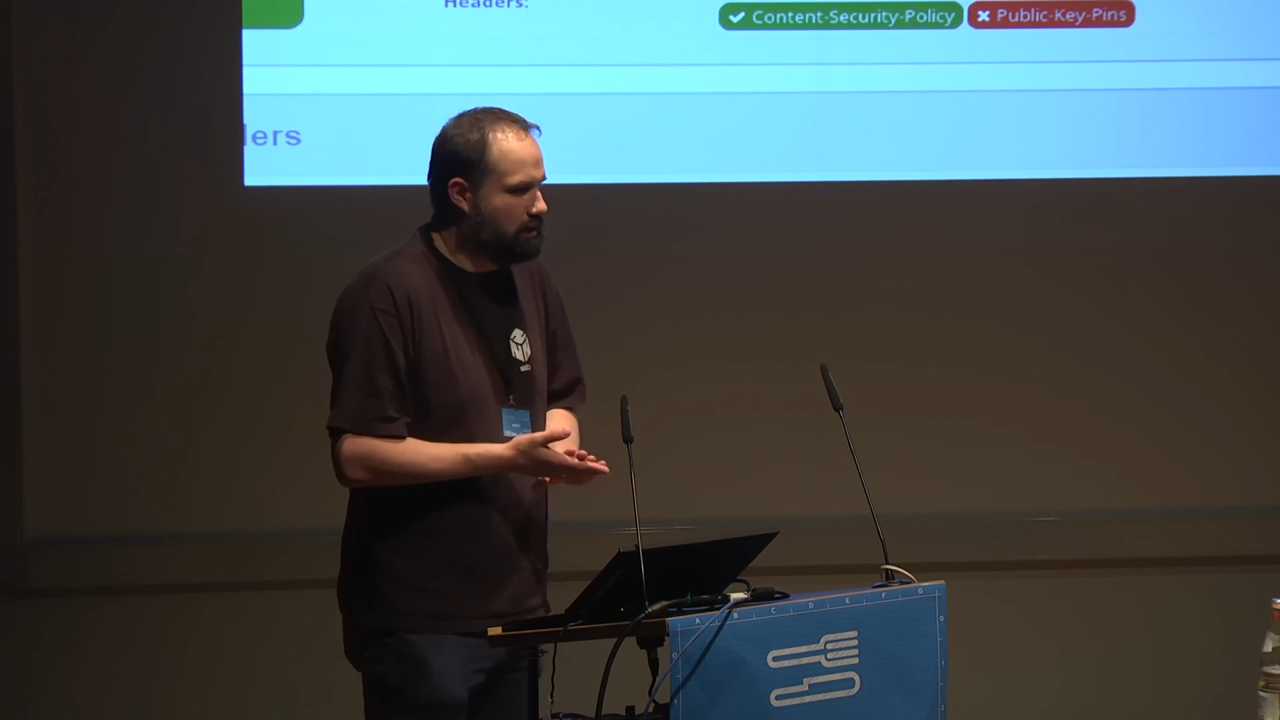 Headers:
Content-Security-Policy
Public-Key-Pins
ders
A B C D E F G